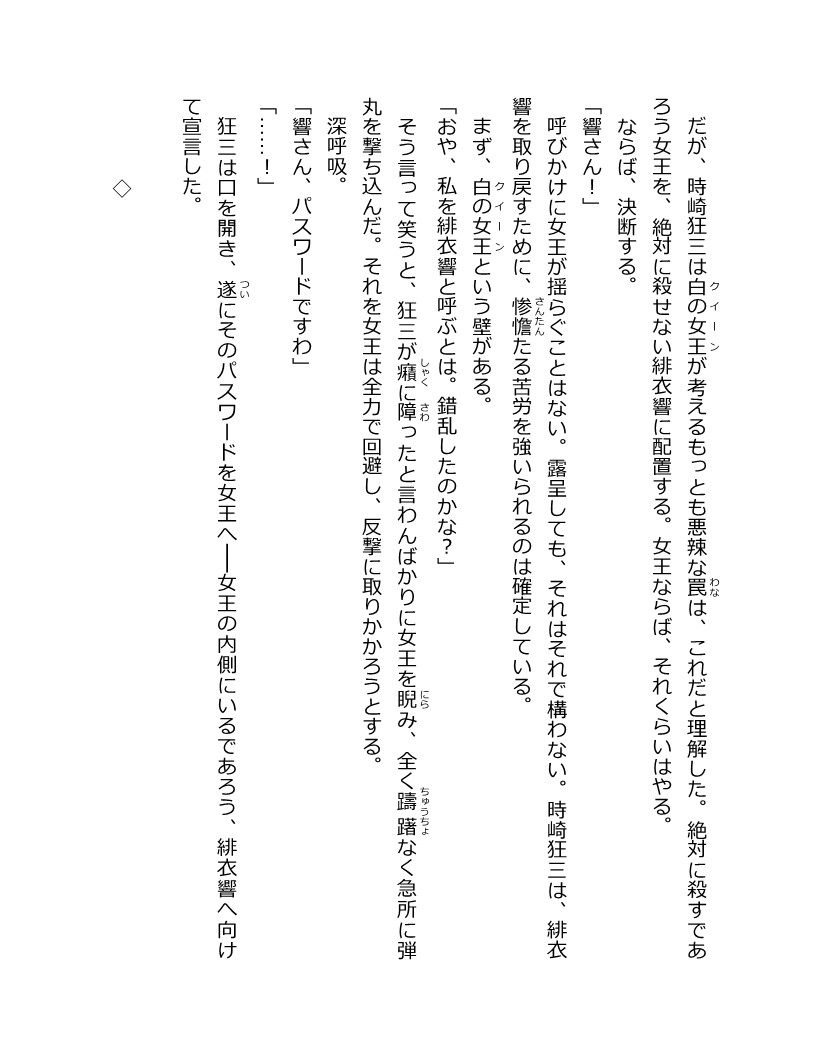 だが、時崎狂三は白の女王が考えるもっとも悪辣な罠は、これだと理解した。絶対に殺すであ
ろう女王を、絶対に殺せない緋衣響に配置する。女王ならば、それくらいはやる。
ならば、決断する。
「響さん！」
呼びかけに女王が揺らぐことはない。露呈しても、それはそれで構わない。時崎狂三は、緋衣
響を取り戻すために、惨憺たる苦労を強いられるのは確定している。
まず、白の女王という壁がある。
「おや、私を緋衣響と呼ぶとは。錯乱したのかな？」
そう言って笑うと、狂三が癪に障ったと言わんばかりに女王を睨み、全く躊躇なく急所に弾
丸を撃ち込んだ。それを女王は全力で回避し、反撃に取りかかろうとする。
深呼吸。
「響さん、パスワードですわ」
「……！」
狂三は口を開き、遂にそのパスワードを女王へ――女王の内側にいるであろう、緋衣響へ向け
て宣言した。
◇